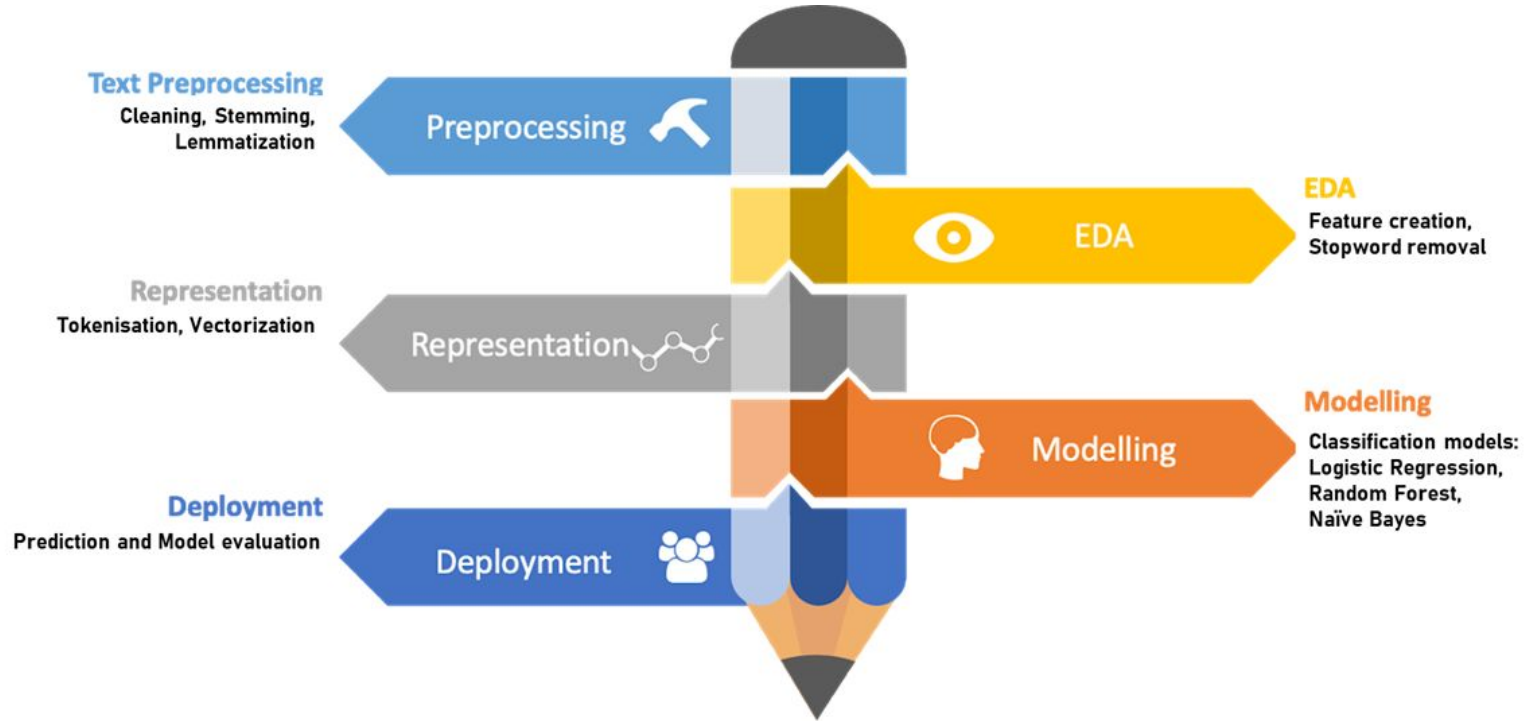 Text Preprocessing
Cleaning, Stemming,
Lemmatization
Preprocessing
EDA
EDA
Feature creation,
Stopword removal
Representation
Tokenisation, Vectorization
Representation
Modelling
Modelling
Classification models:
Logistic Regression,
Random Forest,
Naïve Bayes
Deployment
Prediction and Model evaluation
Deployment